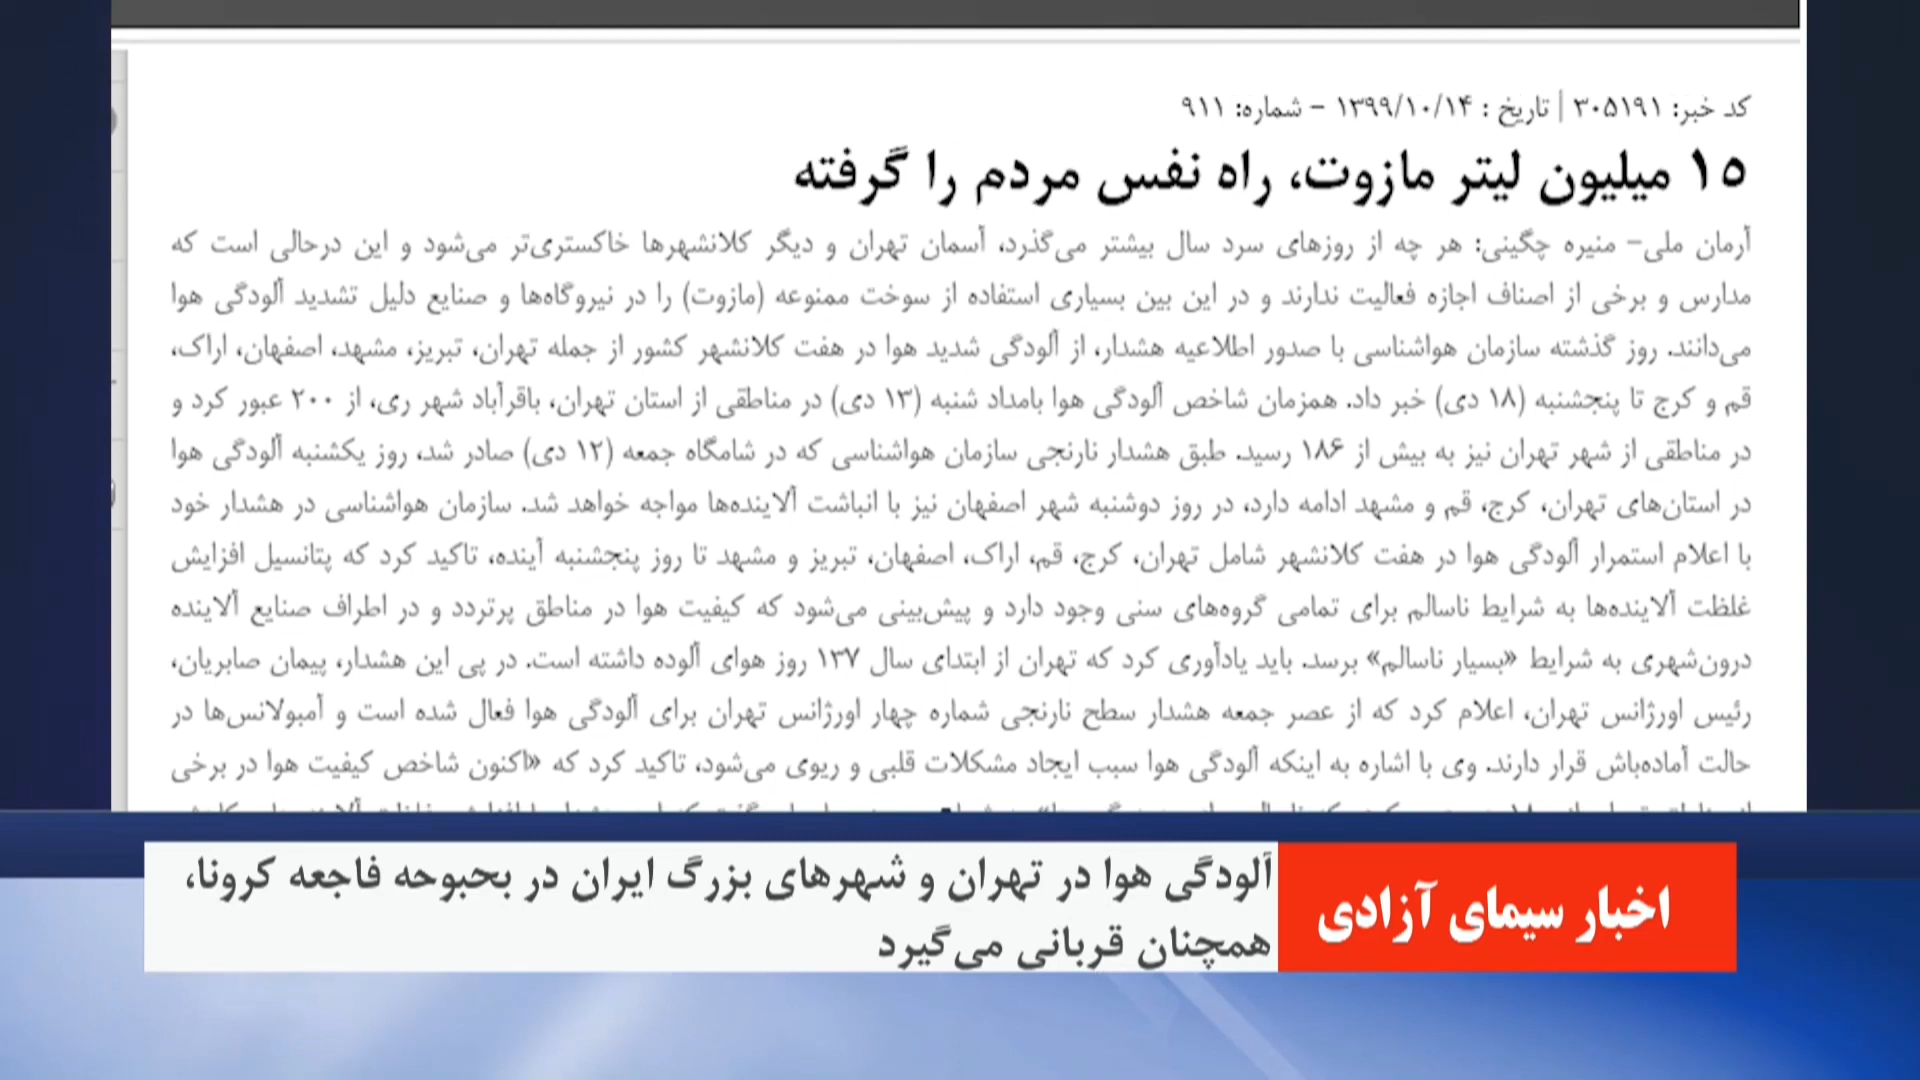 کد خبر: ۳۰۵۱۹۱ | تاریخ : ۱۳۹۹/۱۰/۱۴ - شماره: ۹۱۱
۱۵ میلیون لیتر مازوت، راه نفس مردم را گرفته
آرمان ملی- منیره چگینی: هر چه از روزهای سرد سال بیشتر می‌گذرد، آسمان تهران و دیگر کلانشهرها خاکستری‌تر می‌شود و این درحالی است که
مدارس و برخی از اصناف اجازه فعالیت ندارند و در این بین بسیاری استفاده از سوخت ممنوعه (مازوت) را در نیروگاه‌ها و صنایع دلیل تشدید آلودگی هوا
می‌دانند. روز گذشته سازمان هواشناسی با صدور اطلاعیه هشدار، از آلودگی شدید هوا در هفت کلانشهر کشور از جمله تهران، تبریز، مشهد، اصفهان، اراک،
قم و کرج تا پنجشنبه (۱۸ دی) خبر داد. همزمان شاخص آلودگی هوا بامداد شنبه (۱۳ دی) در مناطقی از استان تهران، باقرآباد شهر ری، از ۲۰۰ عبور کرد و
در مناطقی از شهر تهران نیز به بیش از ۱۸۶ رسید. طبق هشدار نارنجی سازمان هواشناسی که در شامگاه جمعه (۱۲ دی) صادر شد، روز یکشنبه آلودگی هوا
در استان‌های تهران، کرج، قم و مشهد ادامه دارد، در روز دوشنبه شهر اصفهان نیز با انباشت آلاینده‌ها مواجه خواهد شد. سازمان هواشناسی در هشدار خود
با اعلام استمرار آلودگی هوا در هفت کلانشهر شامل تهران، کرج، قم، اراک، اصفهان، تبریز و مشهد تا روز پنجشنبه آینده، تاکید کرد که پتانسیل افزایش
غلظت آلاینده‌ها به شرایط ناسالم برای تمامی گروه‌های سنی وجود دارد و پیش‌بینی می‌شود که کیفیت هوا در مناطق پرتردد و در اطراف صنایع آلاینده
درون‌شهری به شرایط «بسیار ناسالم» برسد. باید یادآوری کرد که تهران از ابتدای سال ۱۳۷ روز هوای آلوده داشته است. در پی این هشدار، پیمان صابریان،
رئیس اورژانس تهران، اعلام کرد که از عصر جمعه هشدار سطح نارنجی شماره چهار اورژانس تهران برای آلودگی هوا فعال شده است و آمبولانس‌ها در
حالت آماده‌باش قرار دارند. وی با اشاره به اینکه آلودگی هوا سبب ایجاد مشکلات قلبی و ریوی می‌شود، تاکید کرد که «اکنون شاخص کیفیت هوا در برخی
اخبار سیمای آزادی
آلودگی هوا در تهران و شهرهای بزرگ ایران در بحبوحه فاجعه کرونا،
همچنان قربانی می‌گیرد